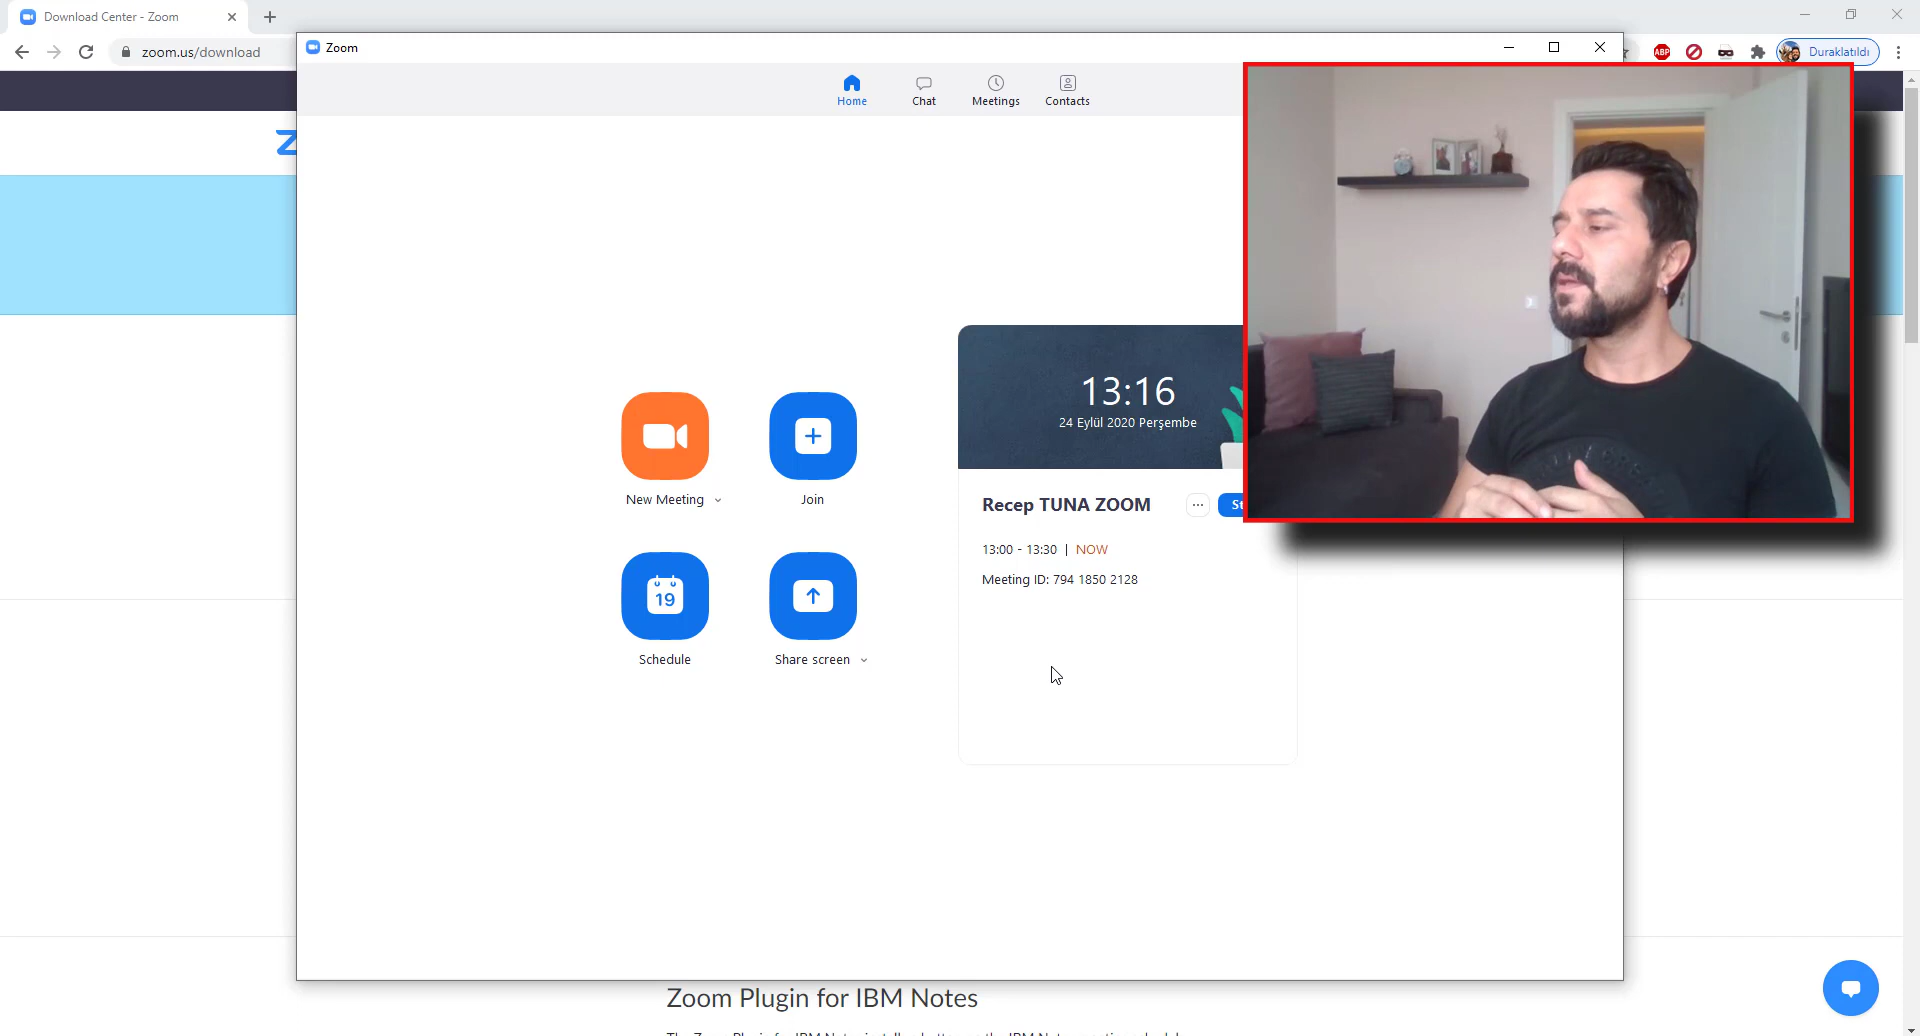 Download Center - Zoom
zoom.us/download
ABP
Duraklatıldı
Zoom
Home
Chat
Meetings
Contacts
13:16
24 Eylül 2020 Perşembe
New Meeting
Join
Recep TUNA ZOOM
13:00 - 13:30 | NOW
Meeting ID: 794 1850 2128
19
Schedule
Share screen
Zoom Plugin for IBM Notes